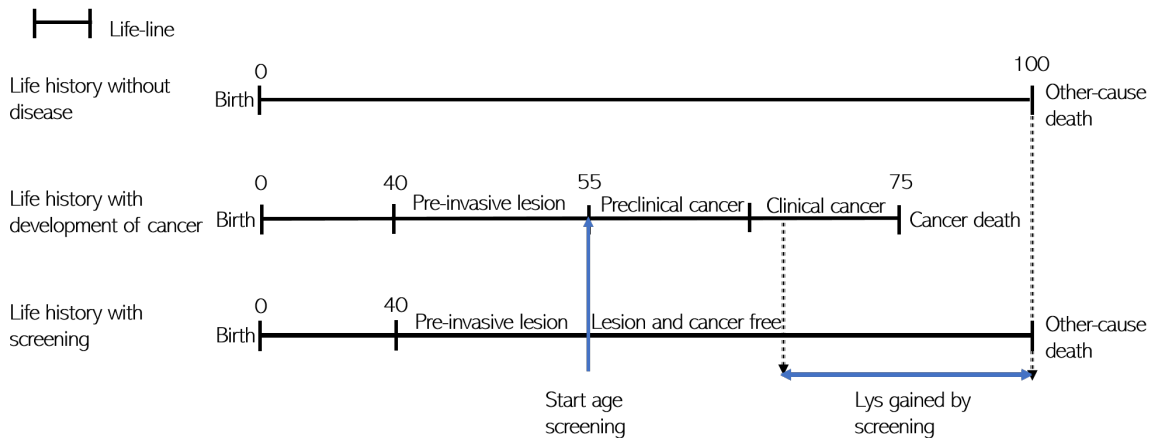 Life-line
Life history without
disease
Birth
0
100
Other-cause
death
Life history with
development of cancer
Birth
0
40
Pre-invasive lesion
55
Preclinical cancer
Clinical cancer
75
Cancer death
Life history with
screening
Birth
0
40
Pre-invasive lesion
Lesion and cancer free
Other-cause
death
Start age
screening
Lys gained by
screening